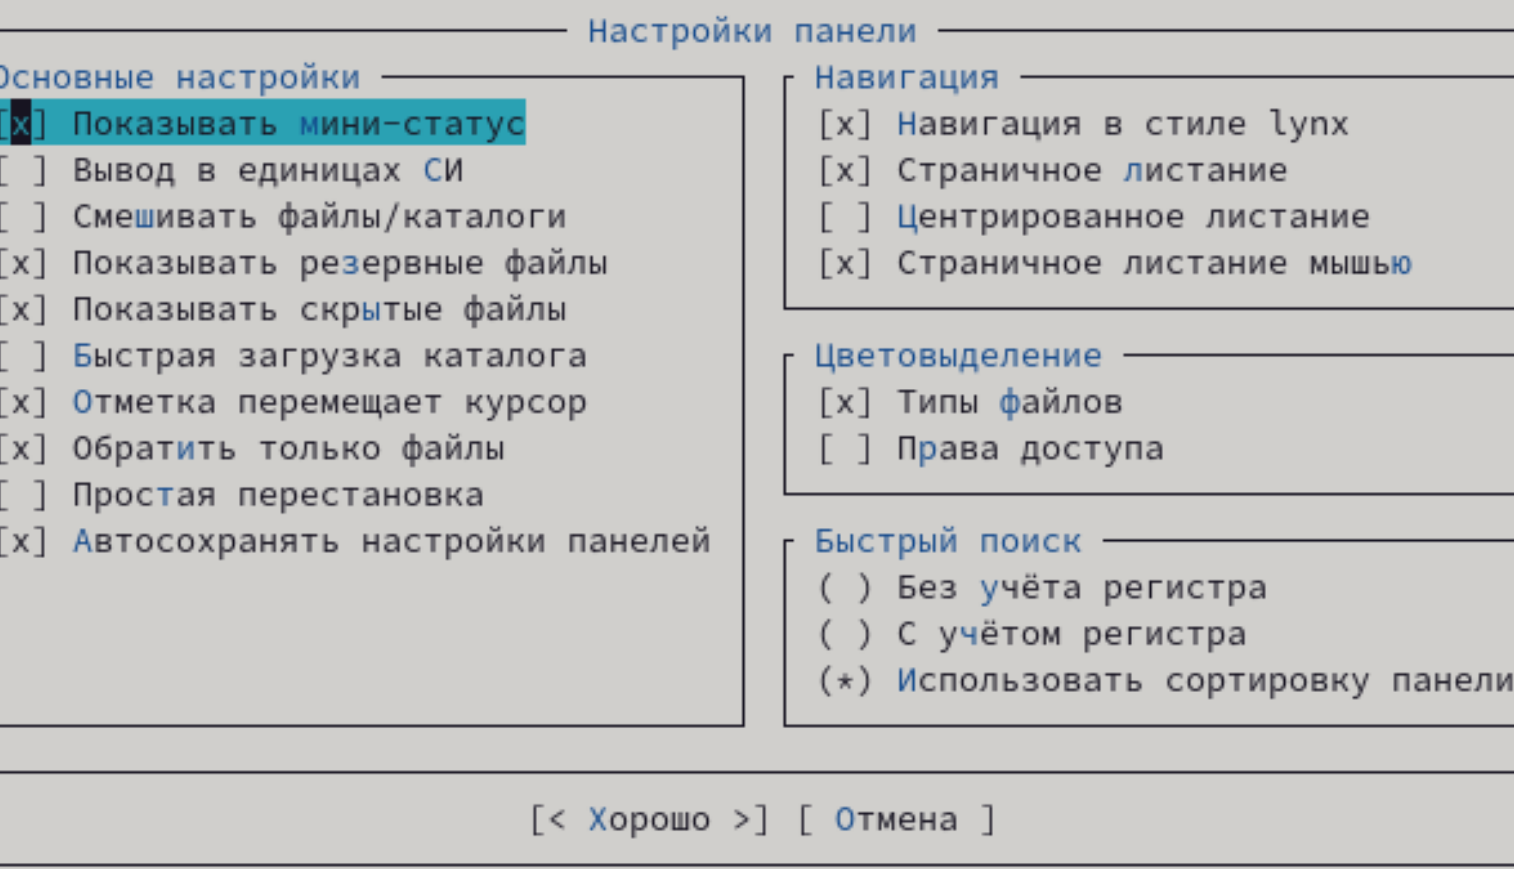 Настройки панели
Основные настройки
[x] Показывать мини-статус
[ ] Вывод в единицах СИ
[ ] Смешивать файлы/каталоги
[x] Показывать резервные файлы
[x] Показывать скрытые файлы
[ ] Быстрая загрузка каталога
[x] Отметка перемещает курсор
[x] Обратить только файлы
[ ] Простая перестановка
[x] Автосохранять настройки панелей
Навигация
[x] Навигация в стиле lynx
[x] Страничное листание
[ ] Центрированное листание
[x] Страничное листание мышью
Цветовыделение
[x] Типы файлов
[ ] Права доступа
Быстрый поиск
( ) Без учёта регистра
( ) С учётом регистра
(*) Использовать сортировку панели
[< Хорошо >] [ Отмена ]